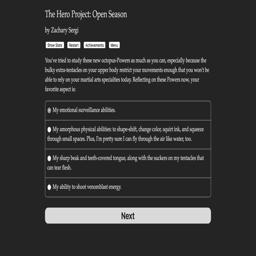 The Hero Project: Open Season
by Zachary Sergi
Show Stats Restart Achievements Menu
You've tried to study these new octopus-Powers as much as you can, especially because the
bulky extra-tentacles on your upper body restrict your movements enough that you won't be
able to rely on your martial arts specialties today. Reflecting on these Powers now, your
favorite aspect is:
My emotional surveillance abilities.
My amorphous physical abilities: to shape-shift, change color, squirt ink, and squeeze
through small spaces. Plus, I'm pretty sure I can fly through the air like water, too.
My sharp beak and teeth-covered tongue, along with the suckers on my tentacles that
can tear flesh.
My ability to shoot venomblast energy.
Next